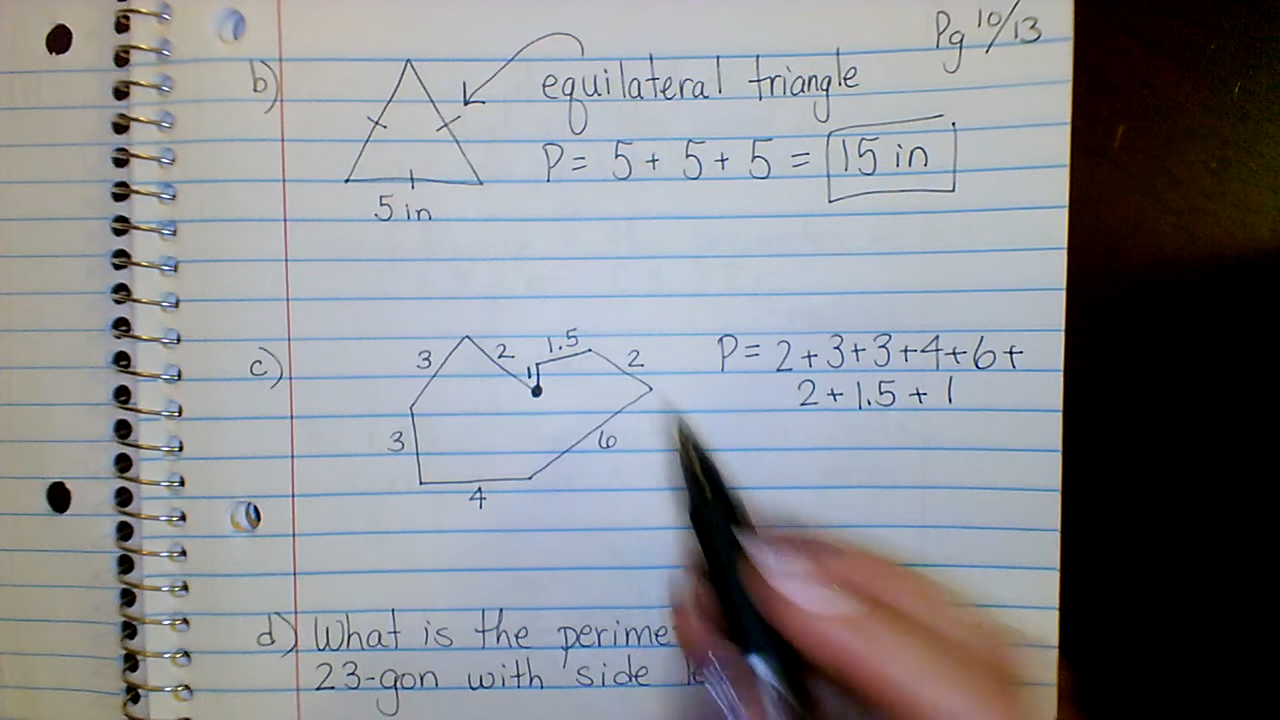 Pg 10/13
b)
equilateral triangle
P = 5 + 5 + 5 = 15 in
5 in
c)
3
2
1
1.5
2
6
4
3
P = 2+3+3+4+6+
2+1.5+1
d) What is the
23-gon with side